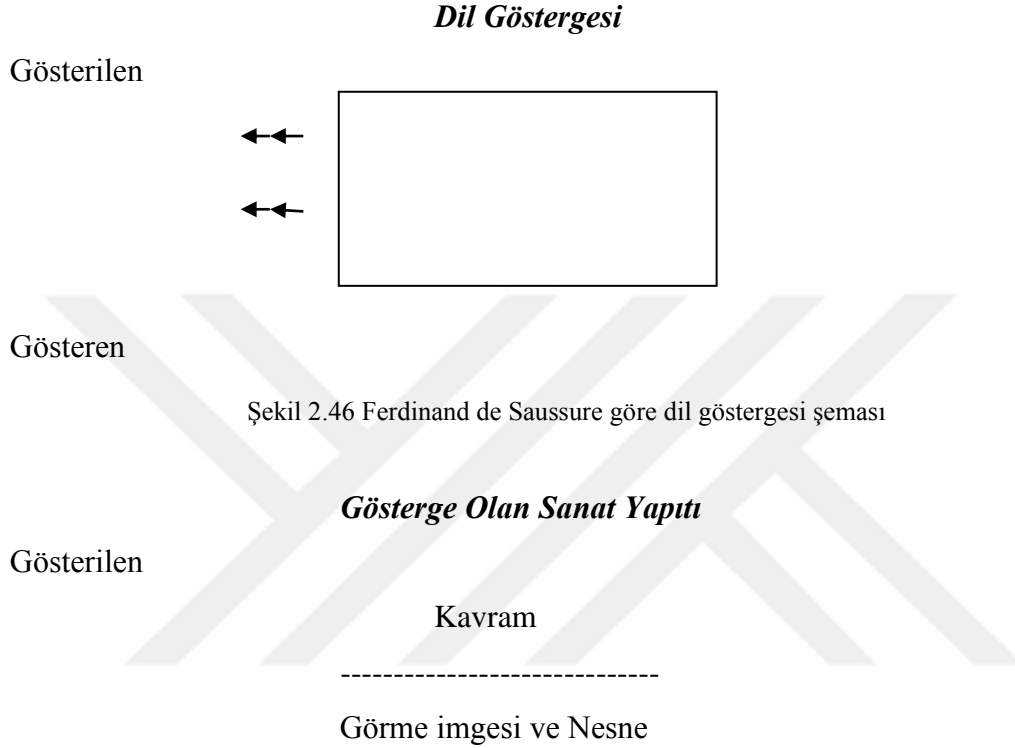 Dil Göstergesi
Gösterilen
Gösteren
Şekil 2.46 Ferdinand de Saussure göre dil göstergesi şeması
Gösterge Olan Sanat Yapıtı
Gösterilen
Kavram
------------------------------
Görme imgesi ve Nesne